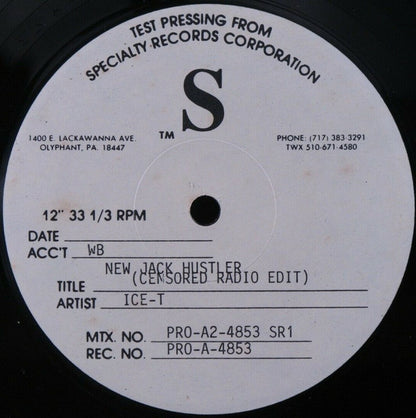 TEST PRESSING FROM
SPECIALTY RECORDS CORPORATION
S
TM
1400 E. LACKAWANNA AVE.
OLYPHANT, PA. 18447
PHONE: (717) 383-3291
TWX 510-671-4580
12" 33 1/3 RPM
DATE
ACC'T WB
NEW JACK HUSTLER
TITLE (CENSORED RADIO EDIT)
ARTIST ICE-T
MTX. NO. PRO-A2-4853 SR1
REC. NO. PRO-A-4853